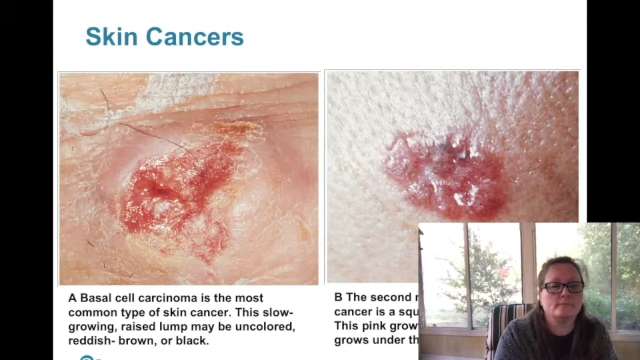 Skin Cancers
A Basal cell carcinoma is the most
common type of skin cancer. This slow-
growing, raised lump may be uncolored,
reddish- brown, or black.
B The second
cancer is a squ
This pink grow
grows under th